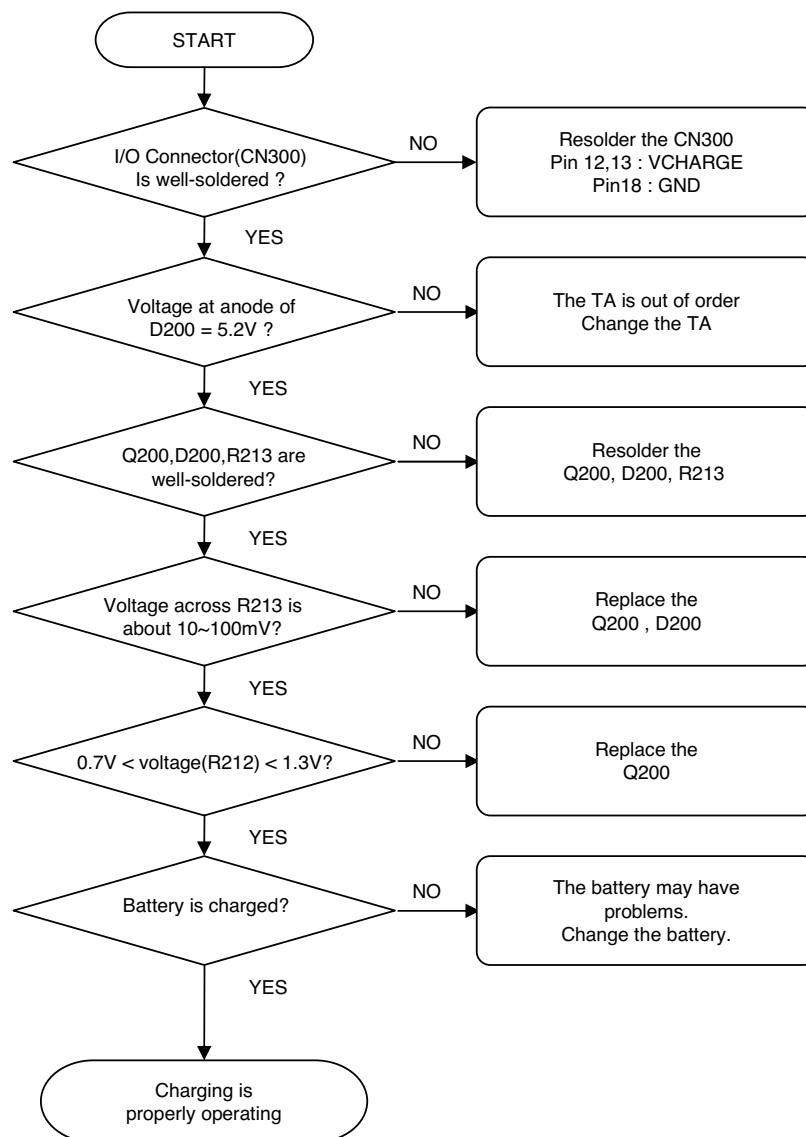 START
I/O Connector(CN300)
Is well-soldered ?
NO
Resolder the CN300
Pin 12,13 : VCHARGE
Pin18 : GND
YES
Voltage at anode of
D200 = 5.2V ?
NO
The TA is out of order
Change the TA
YES
Q200,D200,R213 are
well-soldered?
NO
Resolder the
Q200, D200, R213
YES
Voltage across R213 is
about 10~100mV?
NO
Replace the
Q200 , D200
YES
0.7V < voltage(R212) < 1.3V?
NO
Replace the
Q200
YES
Battery is charged?
NO
The battery may have
problems.
Change the battery.
YES
Charging is
properly operating